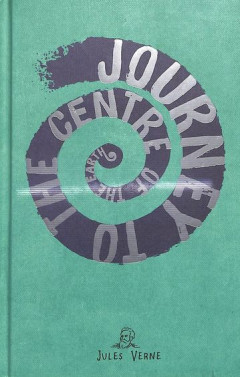 JOURNEY TO THE CENTRE OF THE EARTH
JULES VERNE